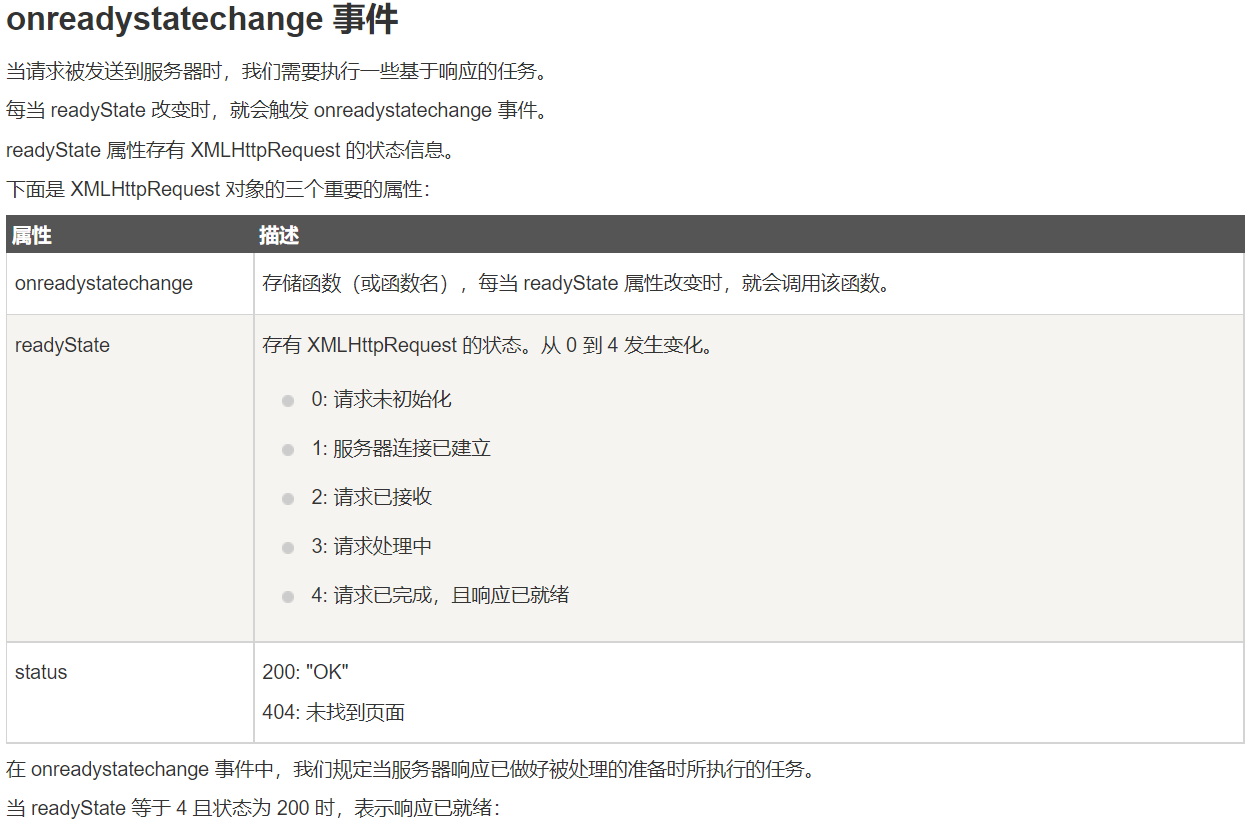 onreadystatechange 事件
当请求被发送到服务器时，我们需要执行一些基于响应的任务。
每当 readyState 改变时，就会触发 onreadystatechange 事件。
readyState 属性存有 XMLHttpRequest 的状态信息。
下面是 XMLHttpRequest 对象的三个重要的属性：
属性 描述
onreadystatechange 存储函数（或函数名），每当 readyState 属性改变时，就会调用该函数。
readyState 存有 XMLHttpRequest 的状态。从 0 到 4 发生变化。
0: 请求未初始化
1: 服务器连接已建立
2: 请求已接收
3: 请求处理中
4: 请求已完成，且响应已就绪
status 200: "OK"
404: 未找到页面
在 onreadystatechange 事件中，我们规定当服务器响应已做好被处理的准备时所执行的任务。
当 readyState 等于 4 且状态为 200 时，表示响应已就绪：